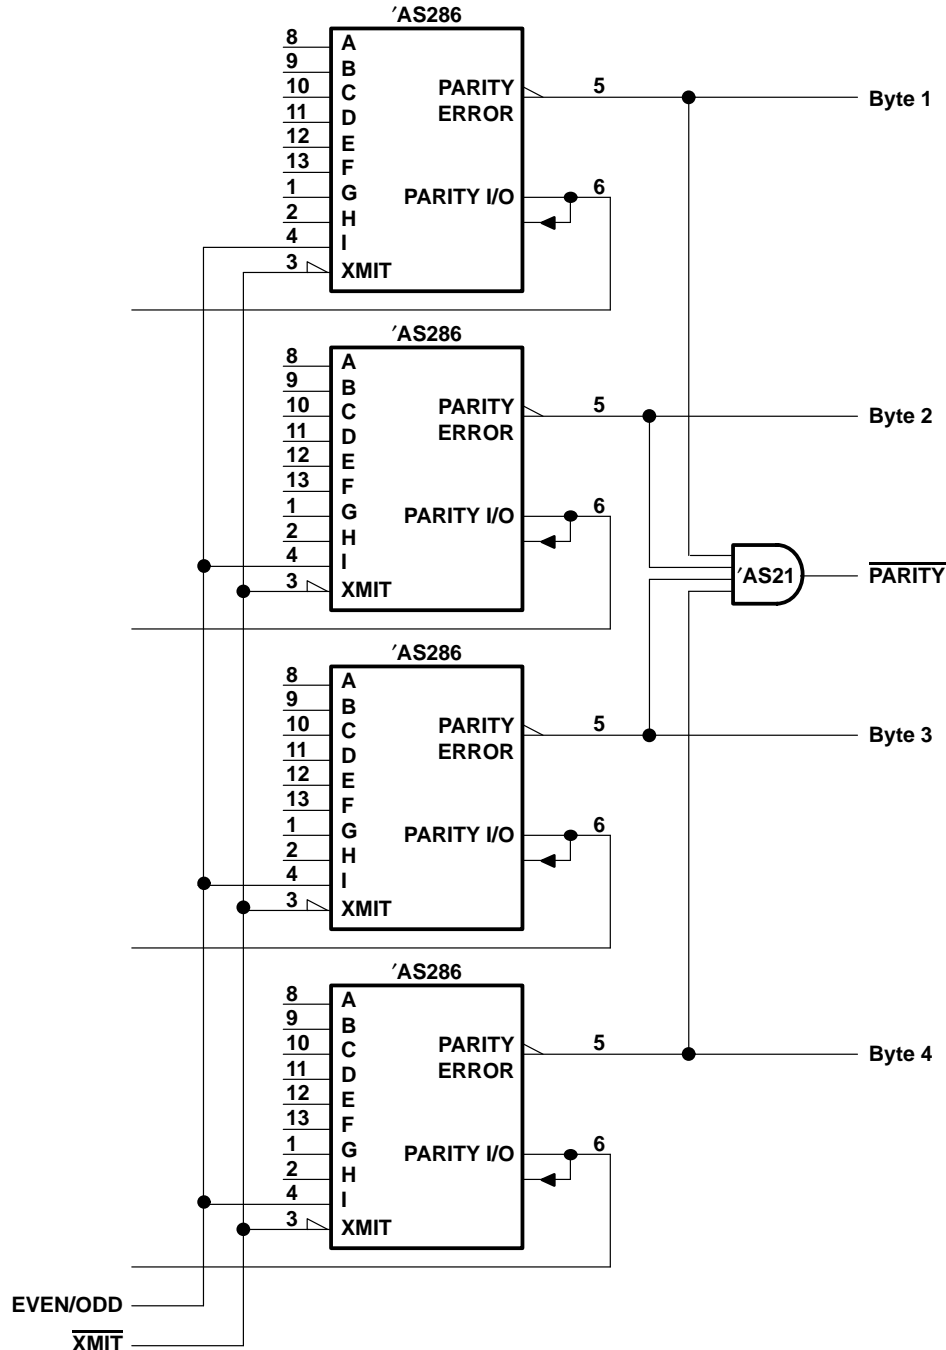 ′AS286
8 A
9 B
10 C
11 D
12 E
13 F
1 G
2 H
4 I
3 XMIT
PARITY ERROR 5
PARITY I/O 6
Byte 1
′AS286
8 A
9 B
10 C
11 D
12 E
13 F
1 G
2 H
4 I
3 XMIT
PARITY ERROR 5
PARITY I/O 6
Byte 2
′AS21
PARITY
′AS286
8 A
9 B
10 C
11 D
12 E
13 F
1 G
2 H
4 I
3 XMIT
PARITY ERROR 5
PARITY I/O 6
Byte 3
′AS286
8 A
9 B
10 C
11 D
12 E
13 F
1 G
2 H
4 I
3 XMIT
PARITY ERROR 5
PARITY I/O 6
Byte 4
EVEN/ODD
XMIT